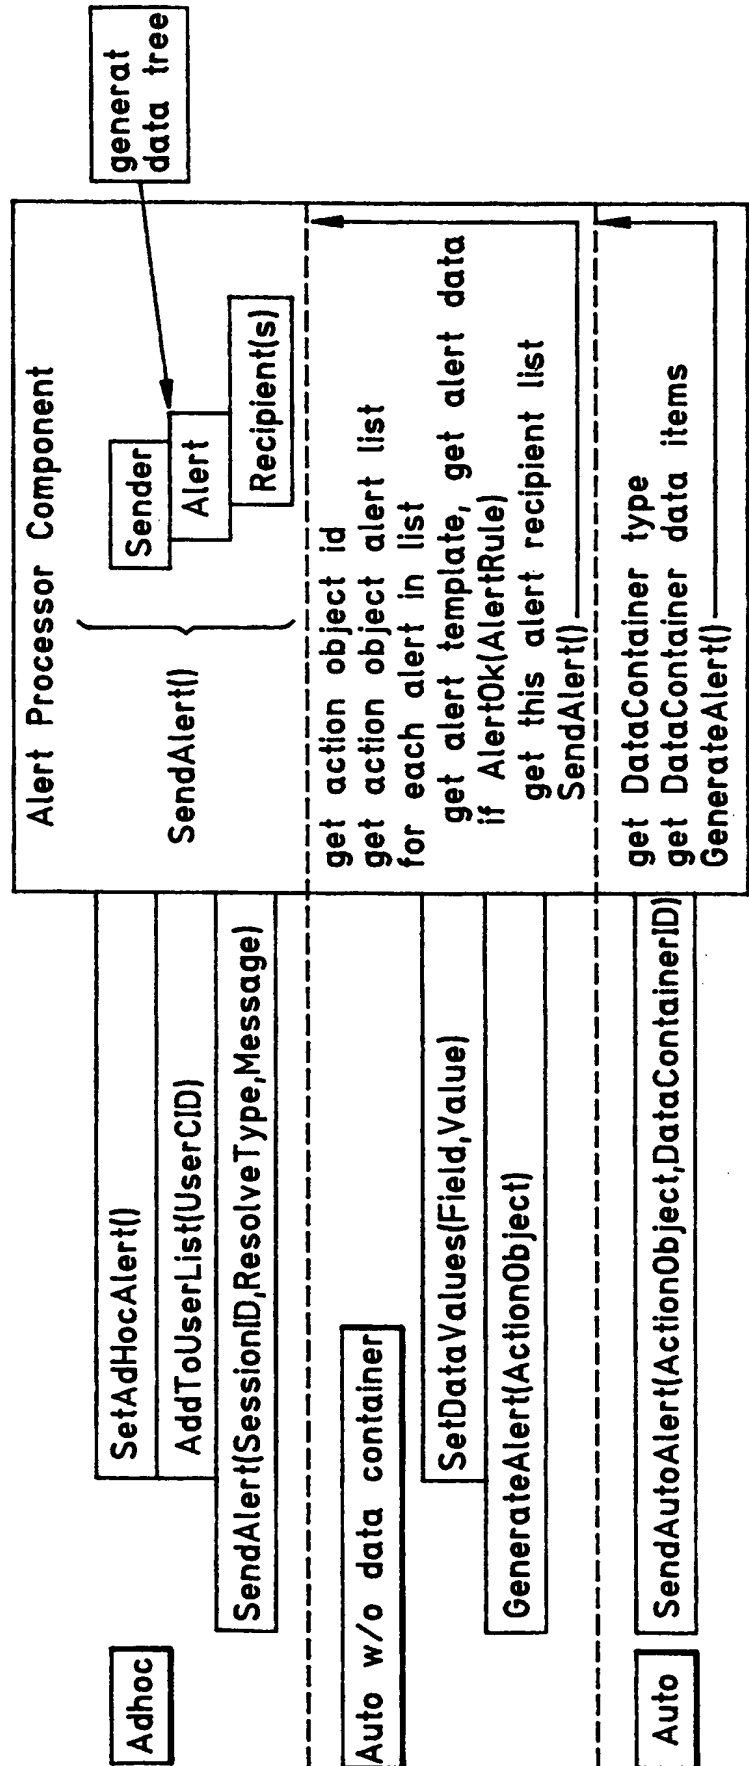 generat
data tree
Alert Processor Component
Sender
Alert
Recipient(s)
SendAlert()
Adhoc
SetAdHocAlert()
AddToUserList(UserCID)
SendAlert(SessionID,ResolveType,Message)
get action object id
get action object alert list
for each alert in list
get alert template, get alert data
if AlertOk(AlertRule)
get this alert recipient list
SendAlert()
Auto w/o data container
SetDataValues(Field,Value)
GenerateAlert(ActionObject)
get DataContainer type
get DataContainer data items
GenerateAlert()
Auto
SendAutoAlert(ActionObject,DataContainerID)